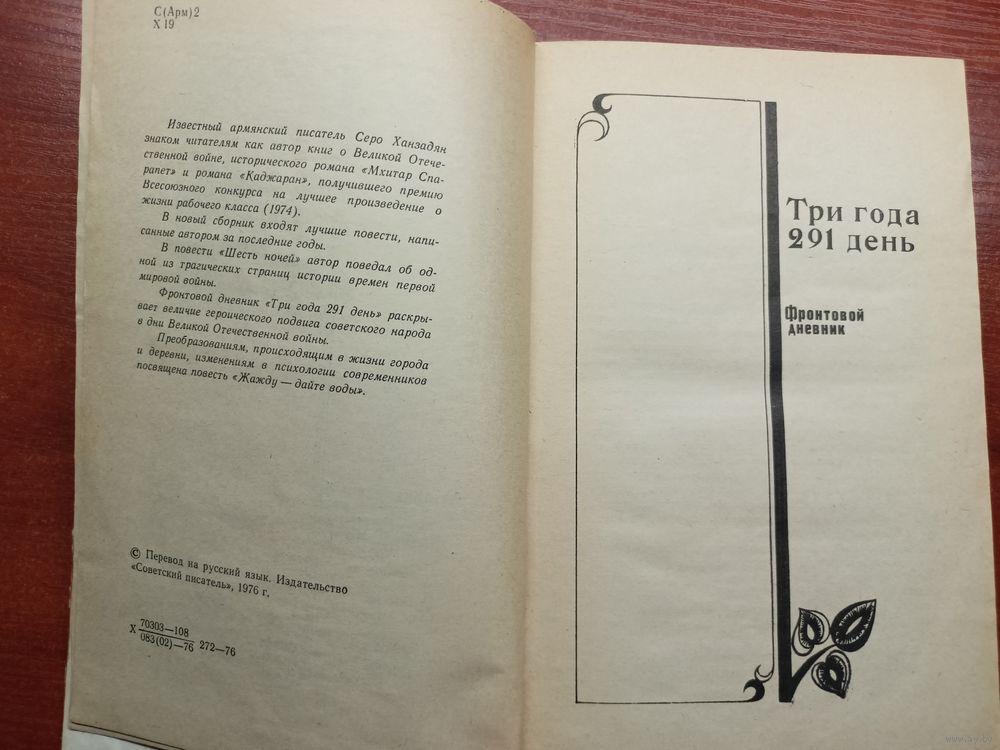 С(Арм)2
Х 19
Известный армянский писатель Серо Ханзадян
знаком читателям как автор книг о Великой Отече-
ственной войне, исторического романа «Мхитар Спа-
рапет» и романа «Каджаран», получившего премию
Всесоюзного конкурса на лучшее произведение о
жизни рабочего класса (1974).
В новый сборник входят лучшие повести, напи-
санные автором за последние годы.
В повести «Шесть ночей» автор поведал об од-
ной из трагических страниц истории времен первой
мировой войны.
Фронтовой дневник «Три года 291 день» раскры-
вает величие героического подвига советского народа
в дни Великой Отечественной войны.
Преобразованиям, происходящим в жизни города
и деревни, изменениям в психологии современников
посвящена повесть «Жажду — дайте воды».
© Перевод на русский язык. Издательство
«Советский писатель», 1976 г.
Х 70303—108
083(02)—76 272—76
Три года
291 день
Фронтовой
дневник